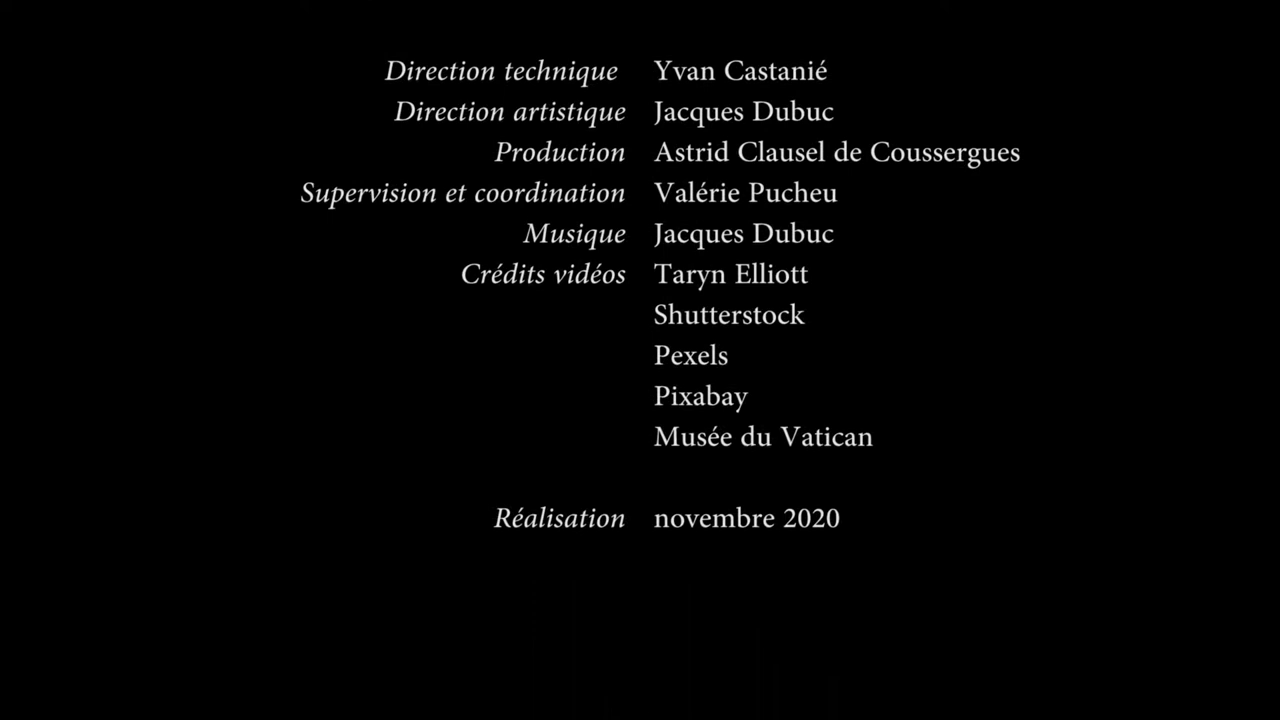 Direction technique Yvan Castanié
Direction artistique Jacques Dubuc
Production Astrid Clausel de Coussergues
Supervision et coordination Valérie Pucheu
Musique Jacques Dubuc
Crédits vidéos Taryn Elliott
Shutterstock
Pexels
Pixabay
Musée du Vatican
Réalisation novembre 2020